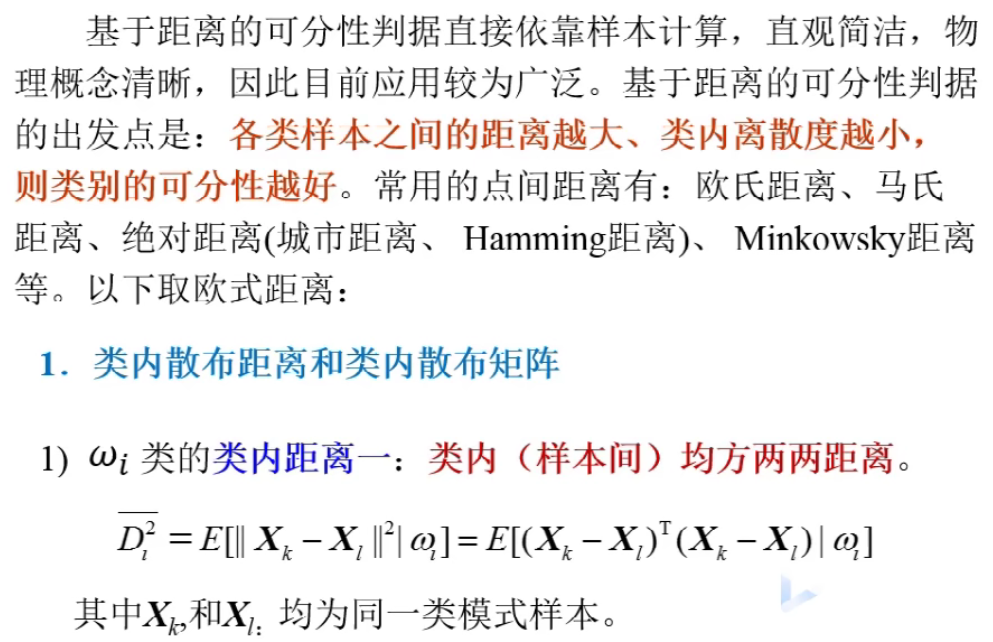 基于距离的可分性判据直接依靠样本计算，直观简洁，物
理概念清晰，因此目前应用较为广泛。基于距离的可分性判据
的出发点是：各类样本之间的距离越大、类内离散度越小，
则类别的可分性越好。常用的点间距离有：欧氏距离、马氏
距离、绝对距离(城市距离、 Hamming距离)、 Minkowsky距离
等。以下取欧式距离：
1．类内散布距离和类内散布矩阵
1) ωi 类的类内距离一：类内（样本间）均方两两距离。
$\overline{D_i^2} = E[\| X_k - X_l \|^2 | \omega_i] = E[(X_k - X_l)^T (X_k - X_l) | \omega_i]$
其中Xk,和Xl: 均为同一类模式样本。